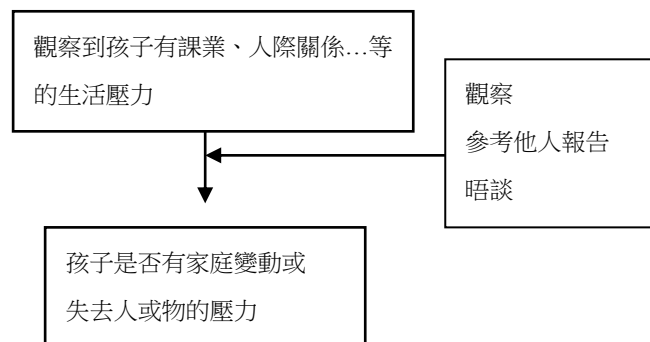 觀察到孩子有課業、人際關係…等
的生活壓力
觀察
參考他人報告
晤談
孩子是否有家庭變動或
失去人或物的壓力